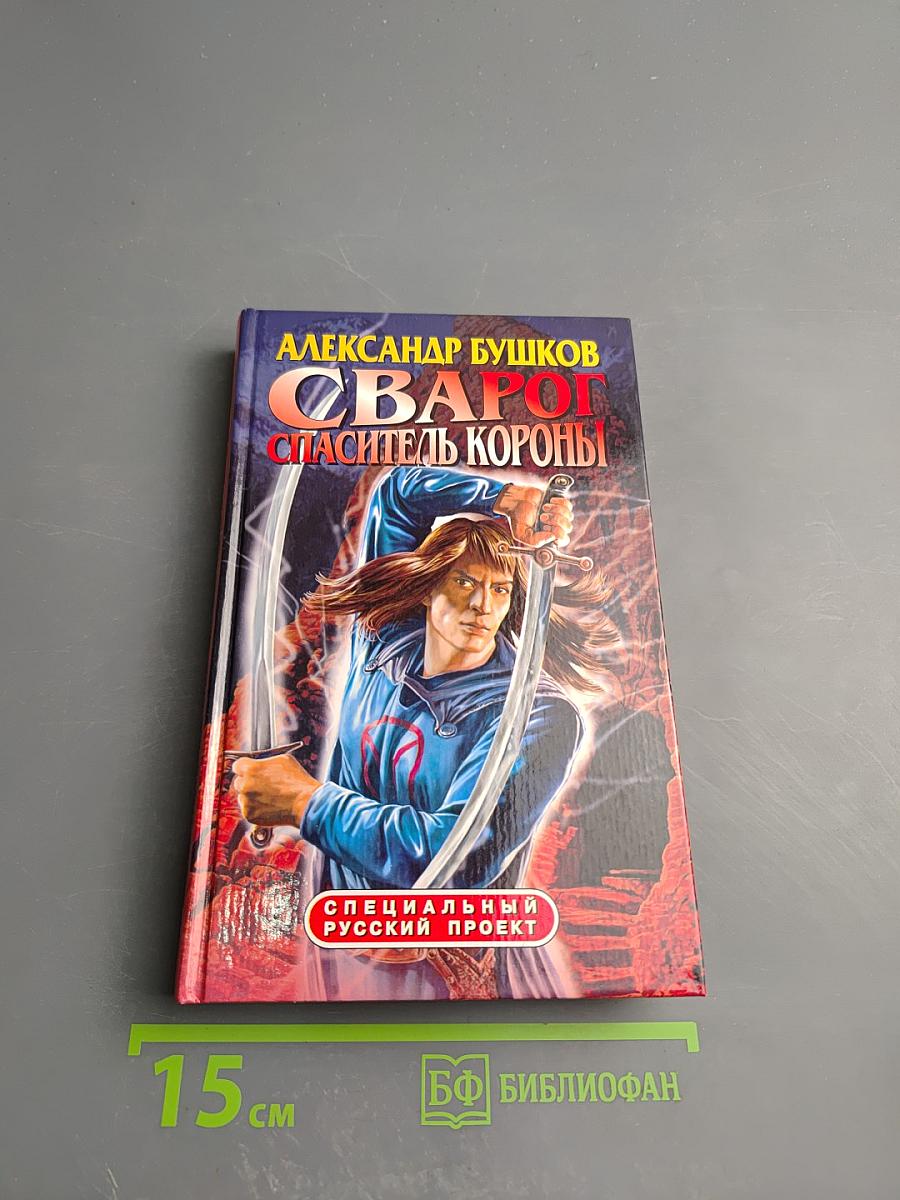 АЛЕКСАНДР БУШКОВ
СВАРОГ
СПАСИТЕЛЬ КОРОНЫ
СПЕЦИАЛЬНЫЙ
РУССКИЙ ПРОЕКТ
15 см
БФ БИБЛИОФАН